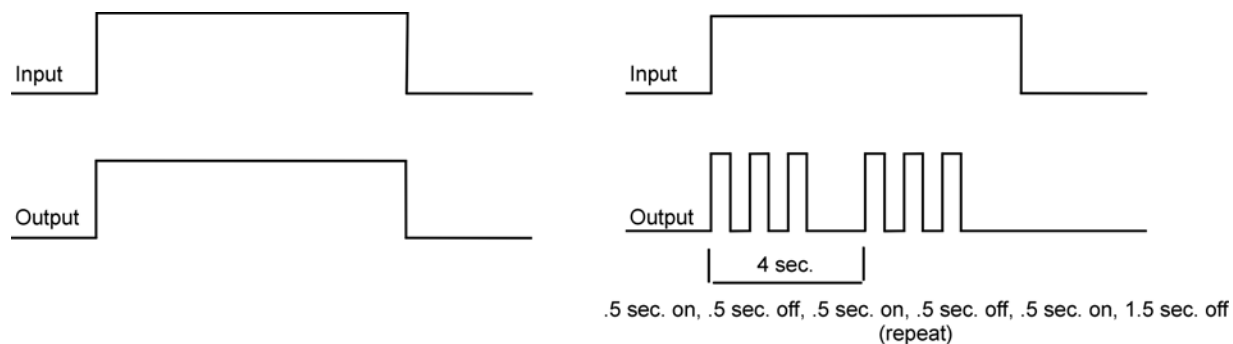 Input
Output
Input
Output
4 sec.
.5 sec. on, .5 sec. off, .5 sec. on, .5 sec. off, .5 sec. on, 1.5 sec. off
(repeat)